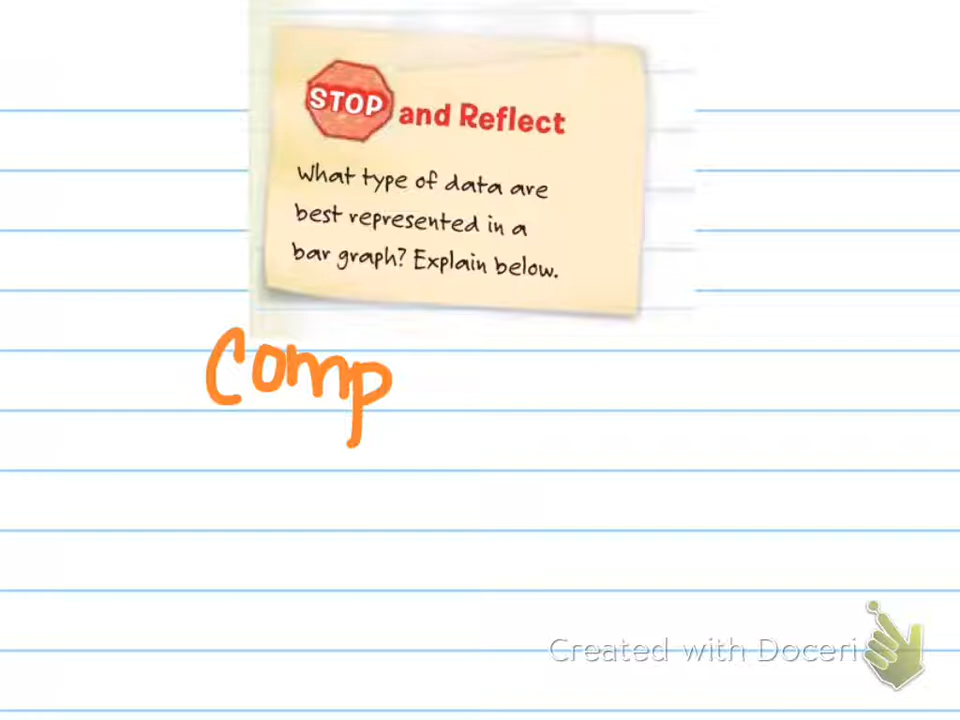 STOP and Reflect
What type of data are
best represented in a
bar graph? Explain below.
Comp
Created with Doceri